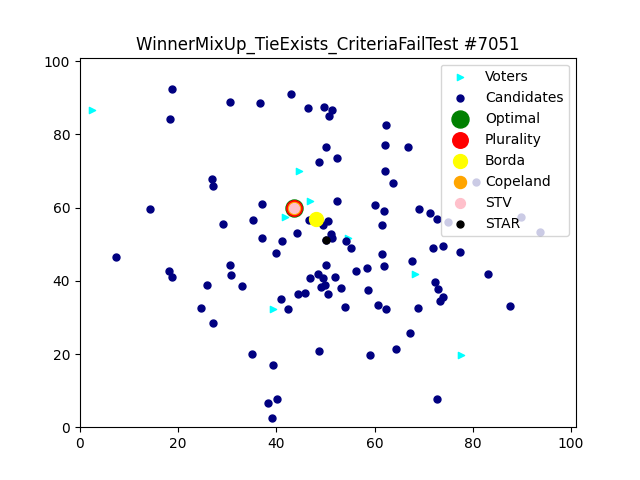 WinnerMixUp_TieExists_CriteriaFailTest #7051
100
80
60
40
20
0
0 20 40 60 80 100
Voters
Candidates
Optimal
Plurality
Borda
Copeland
STV
STAR